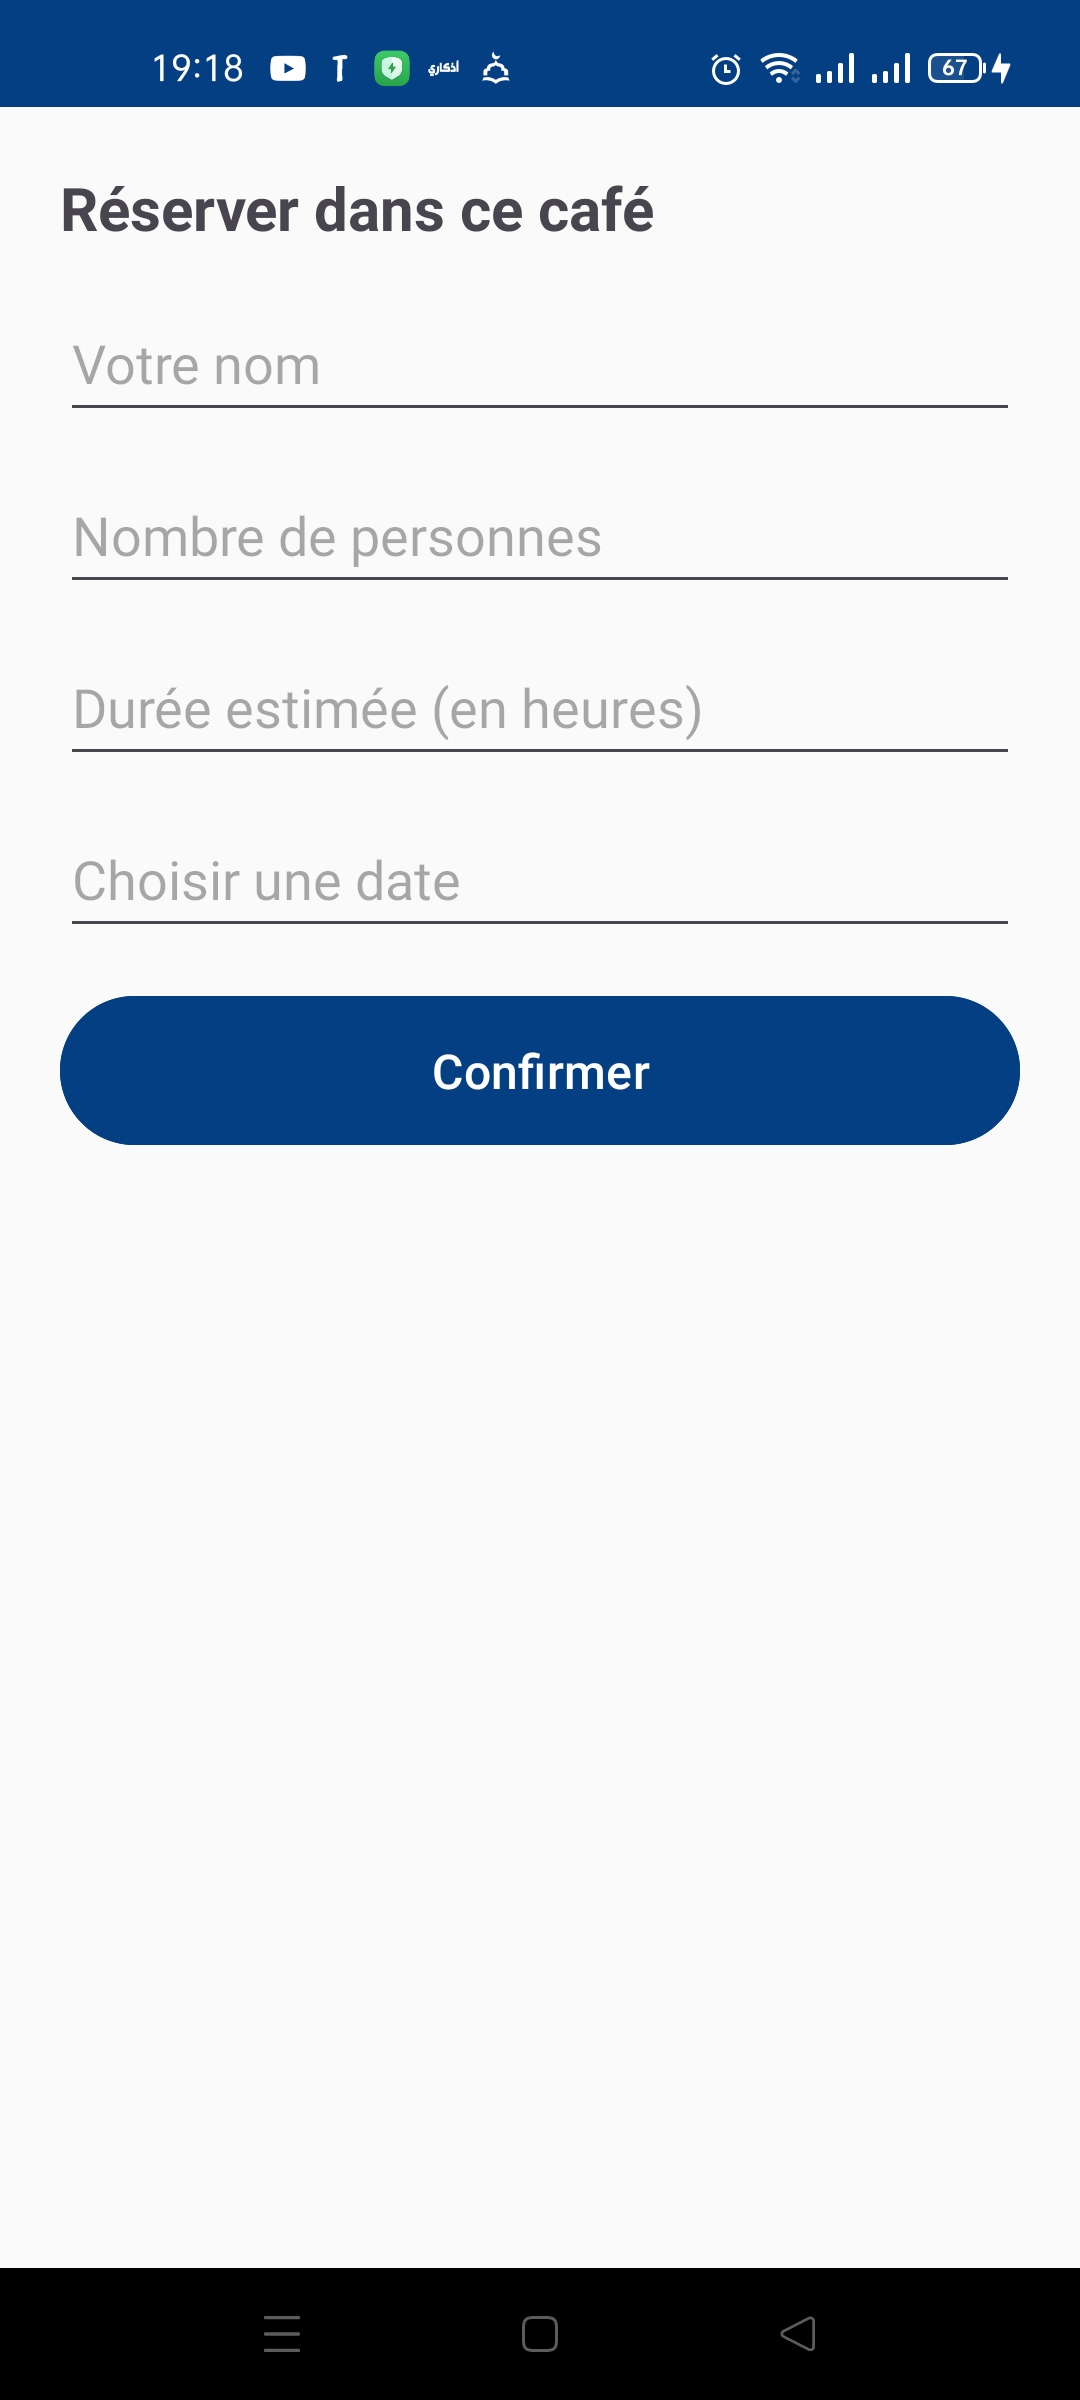 19:18 أذكاري 67
Réserver dans ce café
Votre nom
Nombre de personnes
Durée estimée (en heures)
Choisir une date
Confirmer